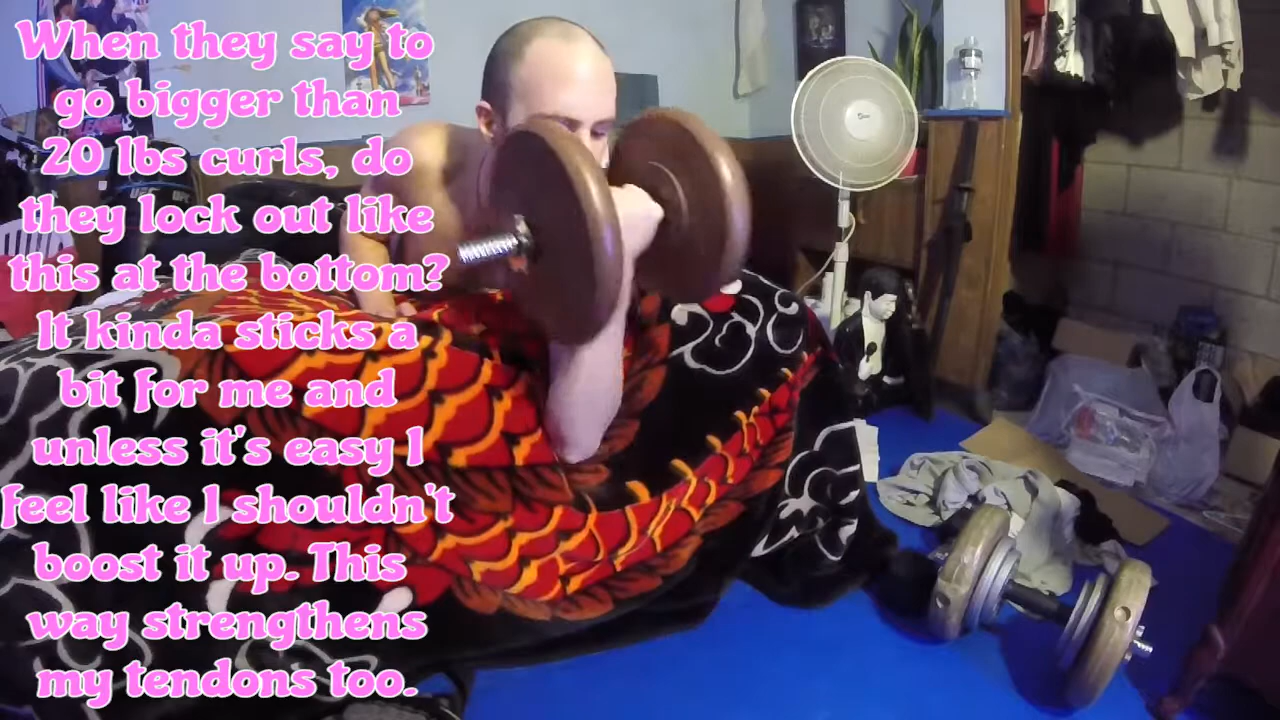 When they say to
go bigger than
20 lbs curls, do
they lock out like
this at the bottom?
It kinda sticks a
bit for me and
unless it's easy I
feel like I shouldn't
boost it up. This
way strengthens
my tendons too.